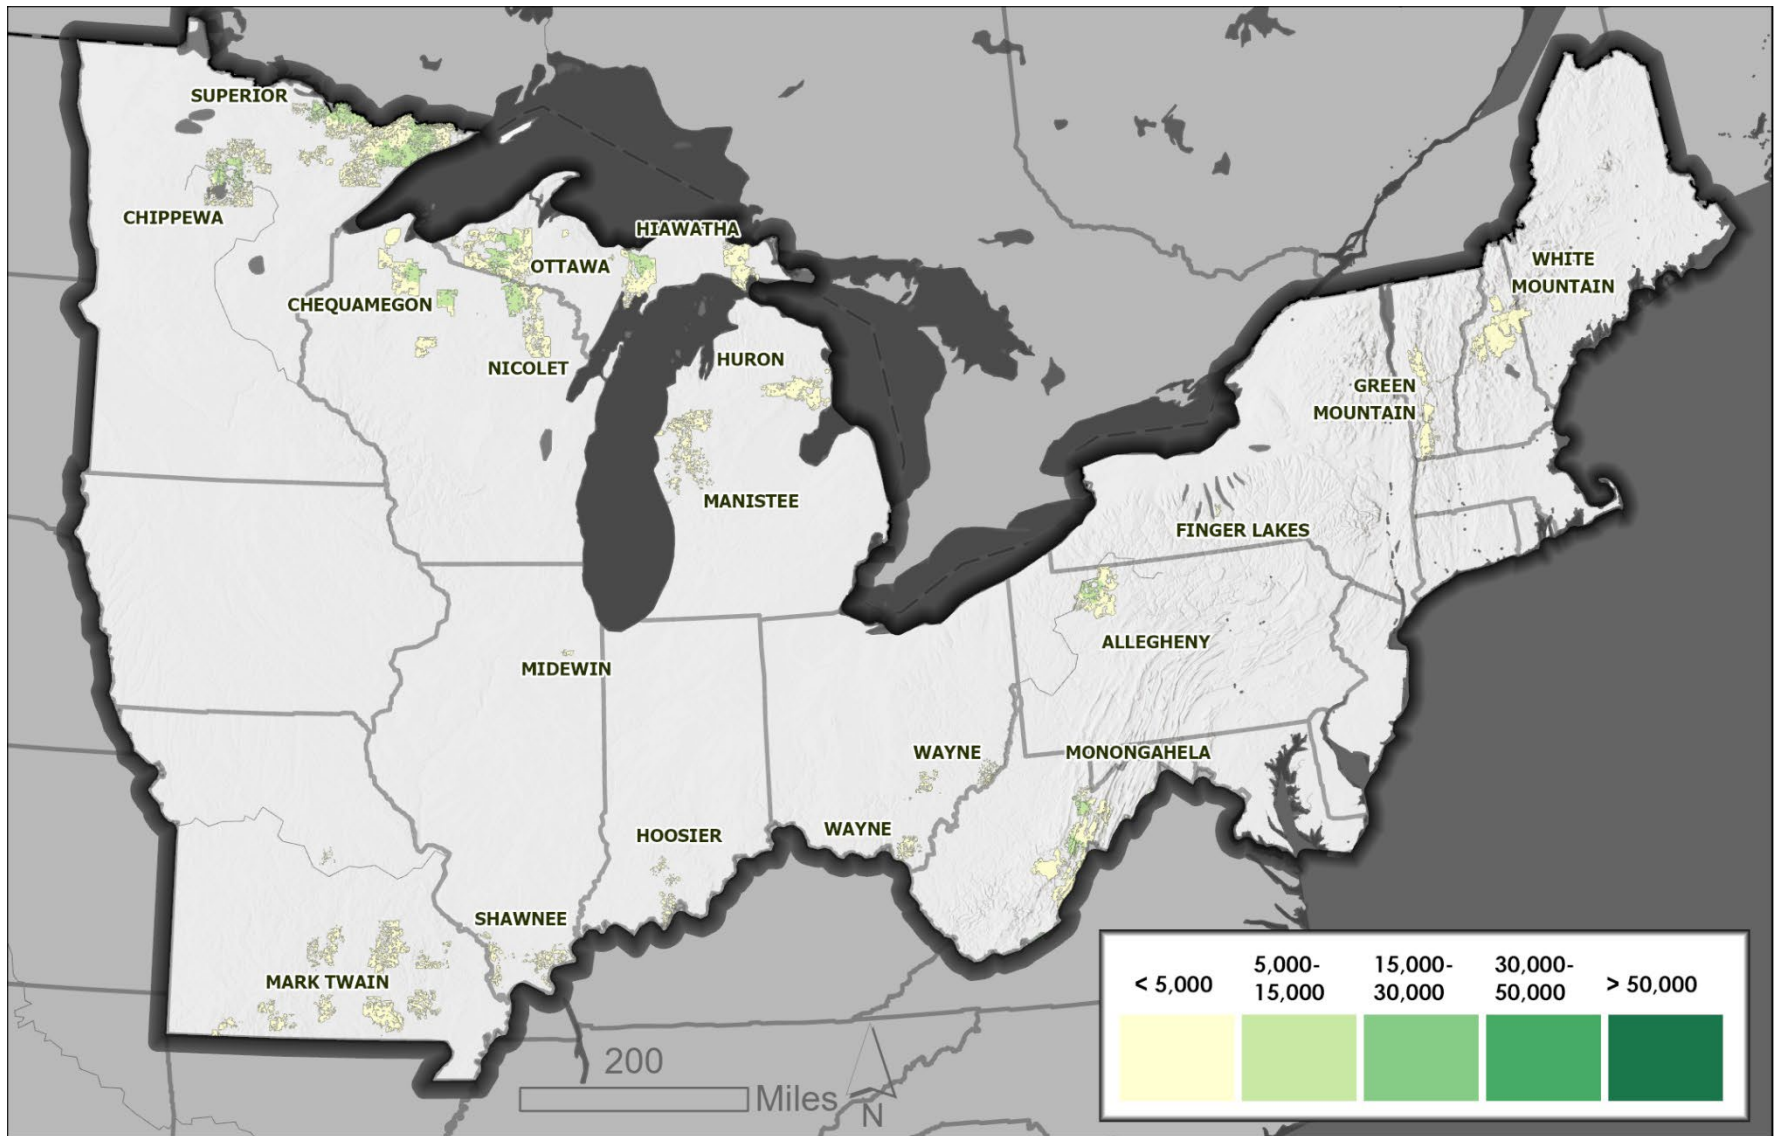 SUPERIOR
CHIPPEWA
HIAWATHA
OTTAWA
CHEQUAMEGON
NICOLET
HURON
MANISTEE
WHITE
MOUNTAIN
GREEN
MOUNTAIN
FINGER LAKES
ALLEGHENY
MIDEWIN
WAYNE
MONONGAHELA
WAYNE
HOOSIER
SHAWNEE
MARK TWAIN
200
Miles
N
< 5,000
5,000-
15,000
15,000-
30,000
30,000-
50,000
> 50,000